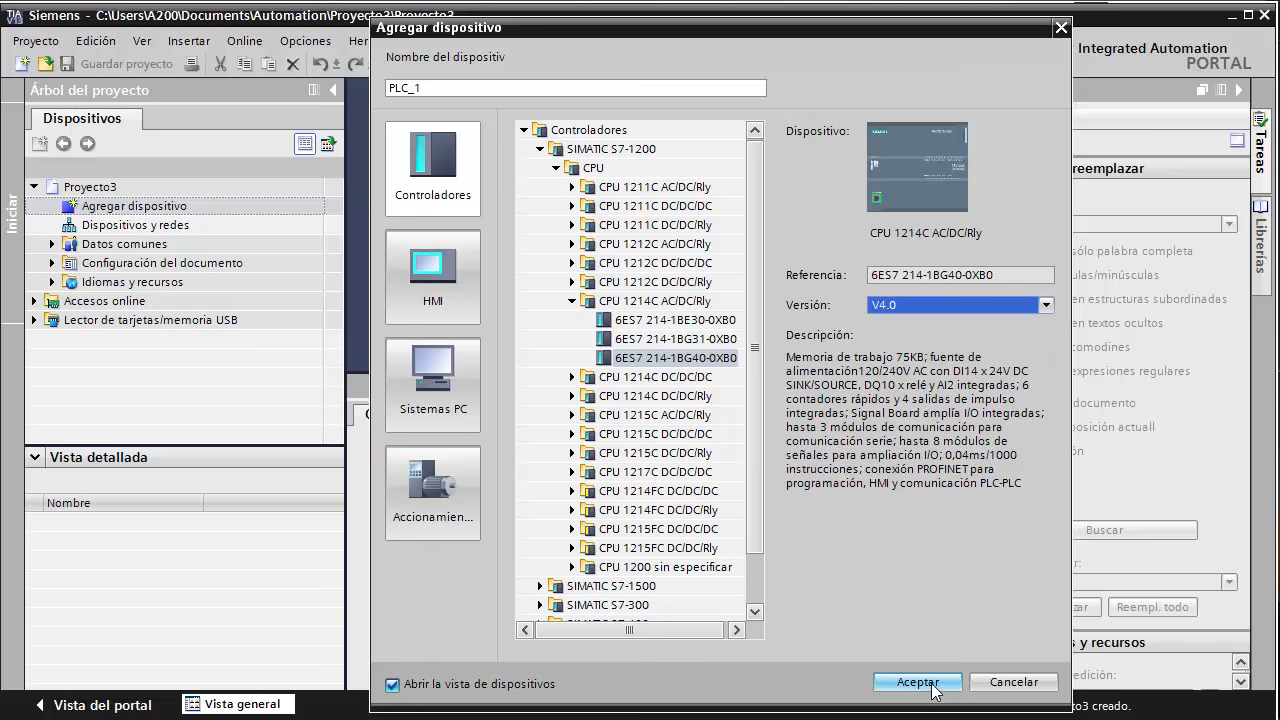 TIA
V13
Siemens - C:\Users\A200\Documents\Automation\Proyecto3\Proyecto3
Proyecto Edición Ver Insertar Online Opciones
Guardar proyecto
Integrated Automation
PORTAL
Agregar dispositivo
Nombre del dispositiv
PLC_1
Árbol del proyecto
Dispositivos
Proyecto3
Agregar dispositivo
Dispositivos y redes
Datos comunes
Configuración del documento
Idiomas y recursos
Accesos online
Lector de tarjetas/memoria USB
Vista detallada
Nombre
Iniciar
Controladores
HMI
Sistemas PC
Accionamien...
Controladores
SIMATIC S7-1200
CPU
CPU 1211C AC/DC/Rly
CPU 1211C DC/DC/DC
CPU 1211C DC/DC/Rly
CPU 1212C AC/DC/Rly
CPU 1212C DC/DC/DC
CPU 1212C DC/DC/Rly
CPU 1214C AC/DC/Rly
6ES7 214-1BE30-0XB0
6ES7 214-1BG31-0XB0
6ES7 214-1BG40-0XB0
CPU 1214C DC/DC/DC
CPU 1214C DC/DC/Rly
CPU 1215C AC/DC/Rly
CPU 1215C DC/DC/DC
CPU 1215C DC/DC/Rly
CPU 1217C DC/DC/DC
CPU 1214FC DC/DC/DC
CPU 1214FC DC/DC/Rly
CPU 1215FC DC/DC/DC
CPU 1215FC DC/DC/Rly
CPU 1200 sin especificar
SIMATIC S7-1500
SIMATIC S7-300
Dispositivo:
CPU 1214C AC/DC/Rly
Referencia: 6ES7 214-1BG40-0XB0
Versión: V4.0
Descripción:
Memoria de trabajo 75KB; fuente de
alimentación120/240V AC con DI14 x 24V DC
SINK/SOURCE, DQ10 x relé y AI2 integradas; 6
contadores rápidos y 4 salidas de impulso
integradas; Signal Board amplía I/O integradas;
hasta 3 módulos de comunicación para
comunicación serie; hasta 8 módulos de
señales para ampliación I/O; 0,04ms/1000
instrucciones; conexión PROFINET para
programación, HMI y comunicación PLC-PLC
Abrir la vista de dispositivos
Aceptar
Cancelar
reemplazar
sólo palabra completa
en estructuras subordinadas
en textos ocultos
comodines
expresiones regulares
documento
Buscar
Reempl. todo
s y recursos
edición:
Tareas
Librerías
Vista del portal
Vista general
to3 creado.